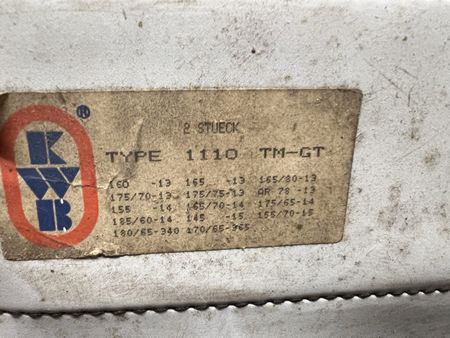 KWB ®
2 STUECK
TYPE 1110 TM-GT
160 -13 165 -13 165/80-13
175/70-13 175/75-13 AR 78 -13
155 -14 165/70-14 175/65-14
185/60-14 145 -15 155/70-15
180/65-340 170/65-365